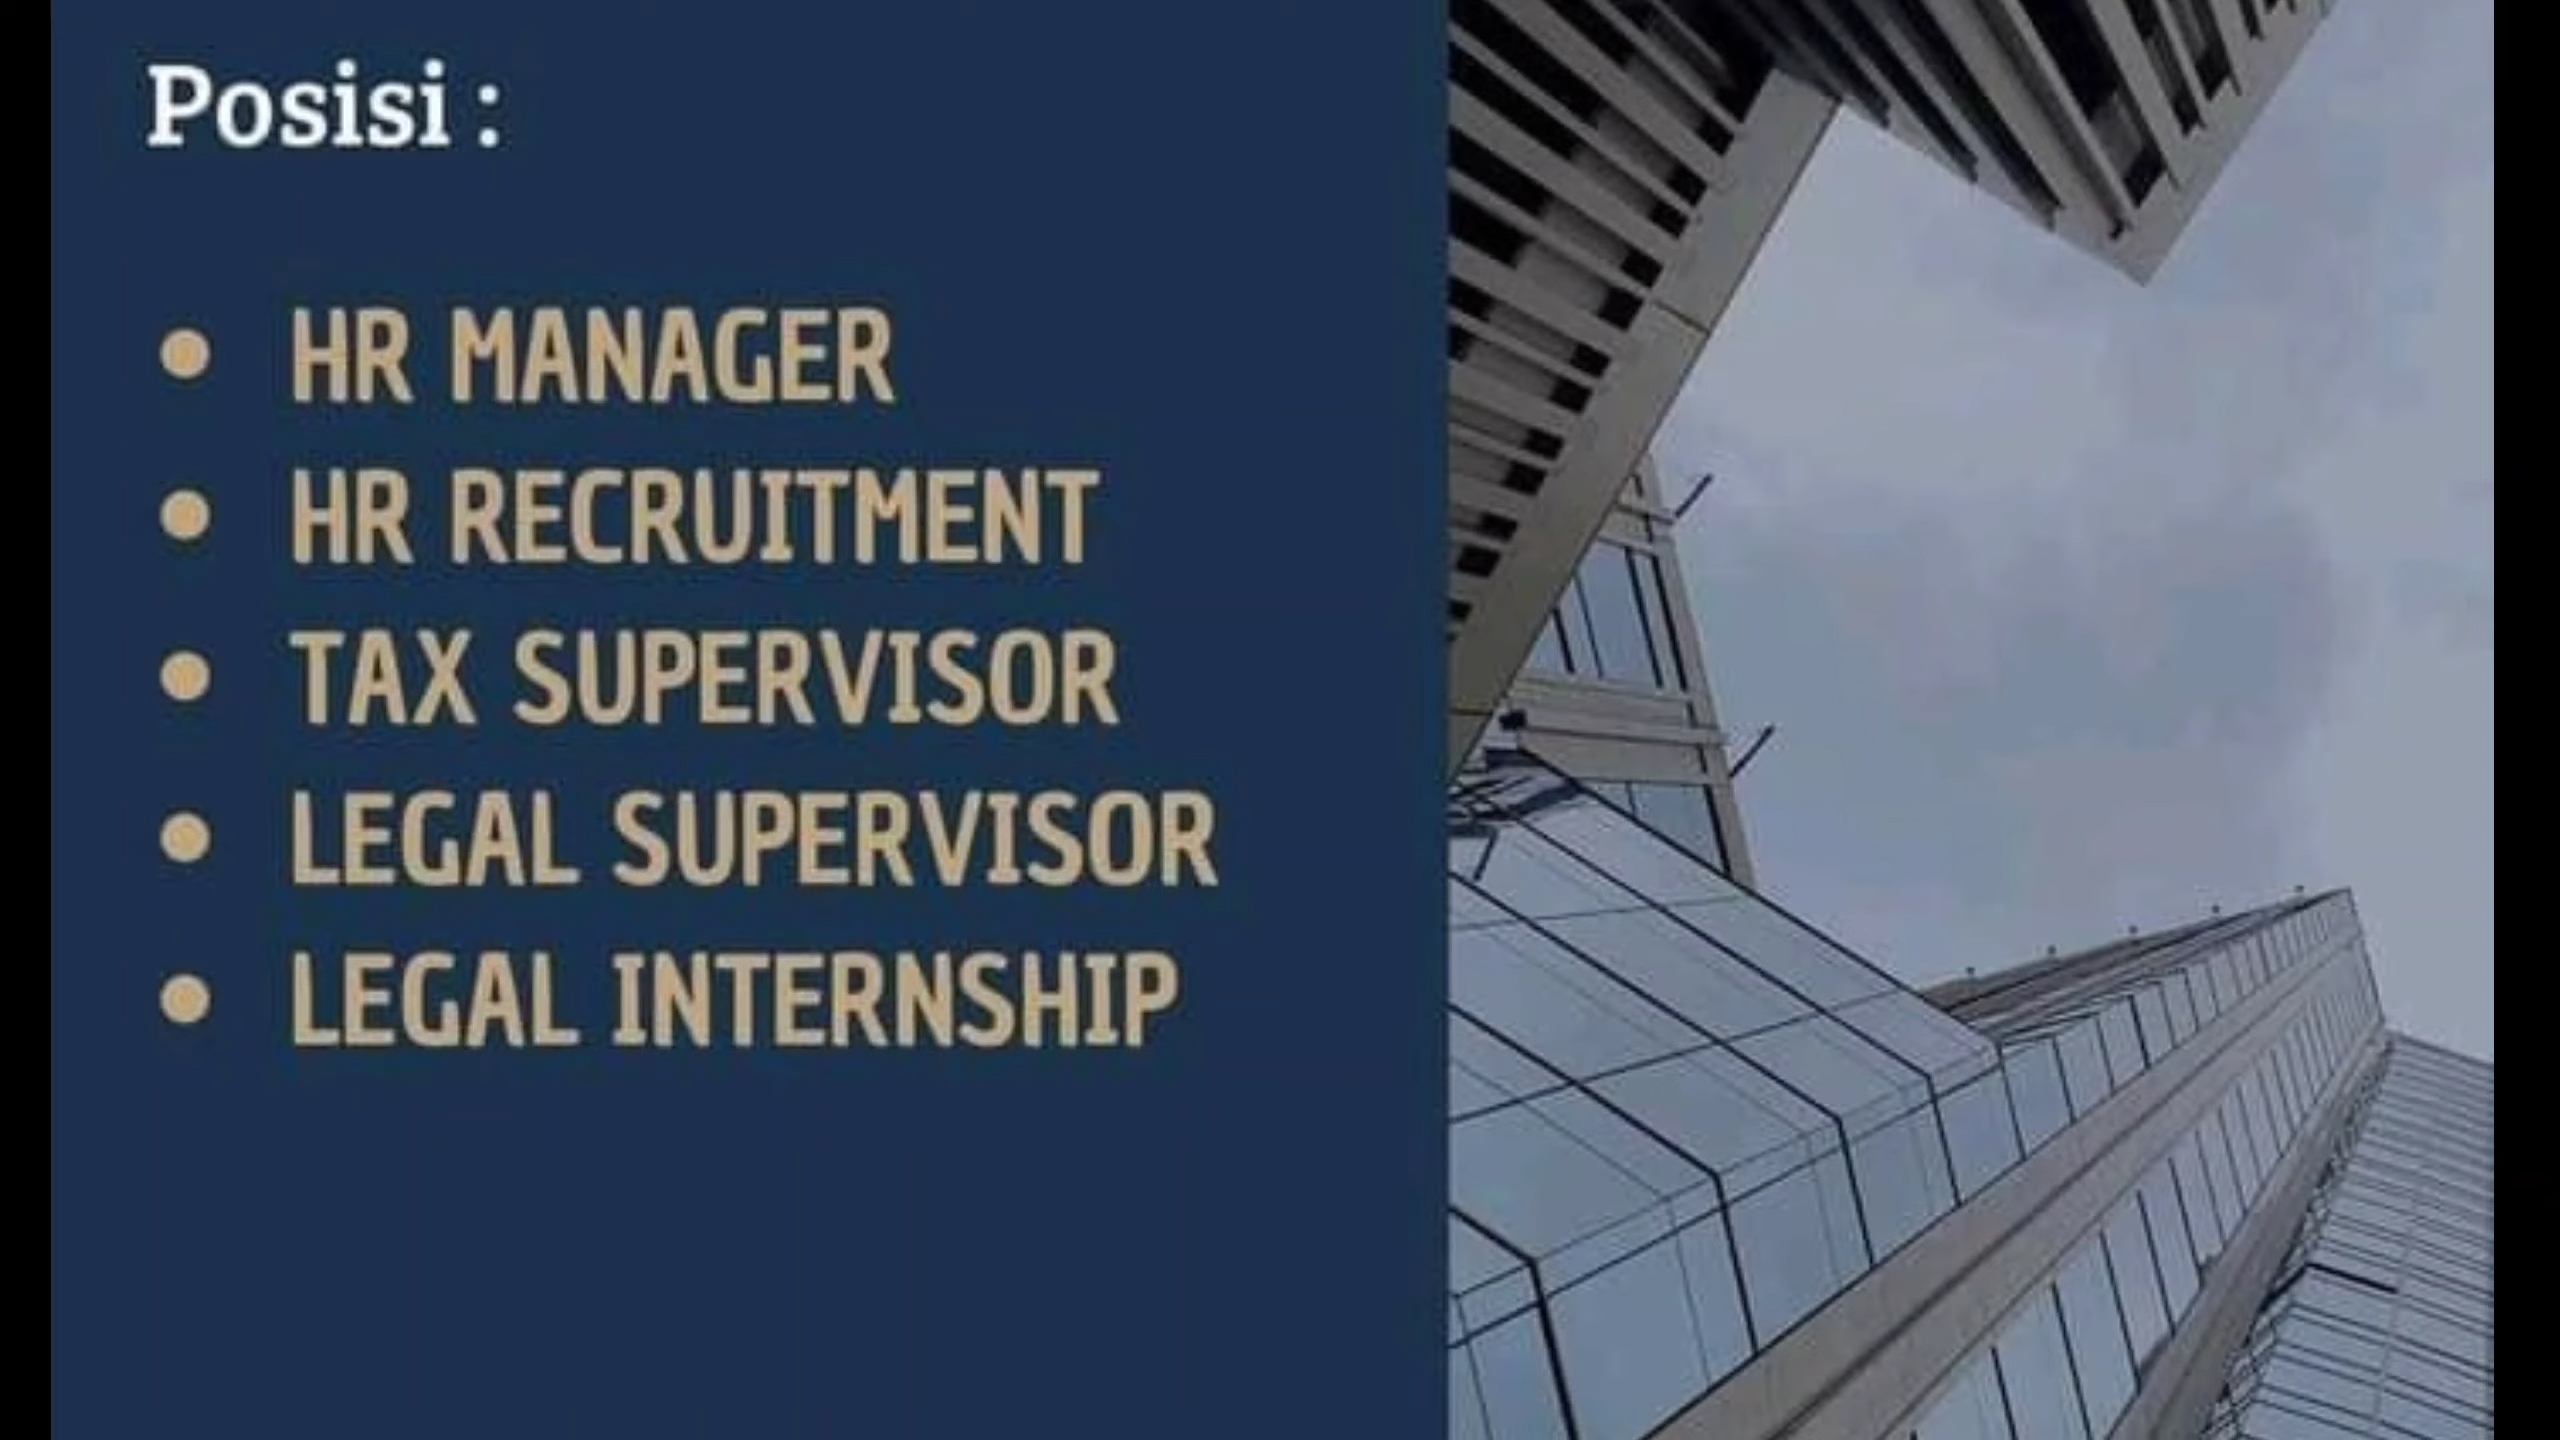 Posisi :
• HR MANAGER
• HR RECRUITMENT
• TAX SUPERVISOR
• LEGAL SUPERVISOR
• LEGAL INTERNSHIP